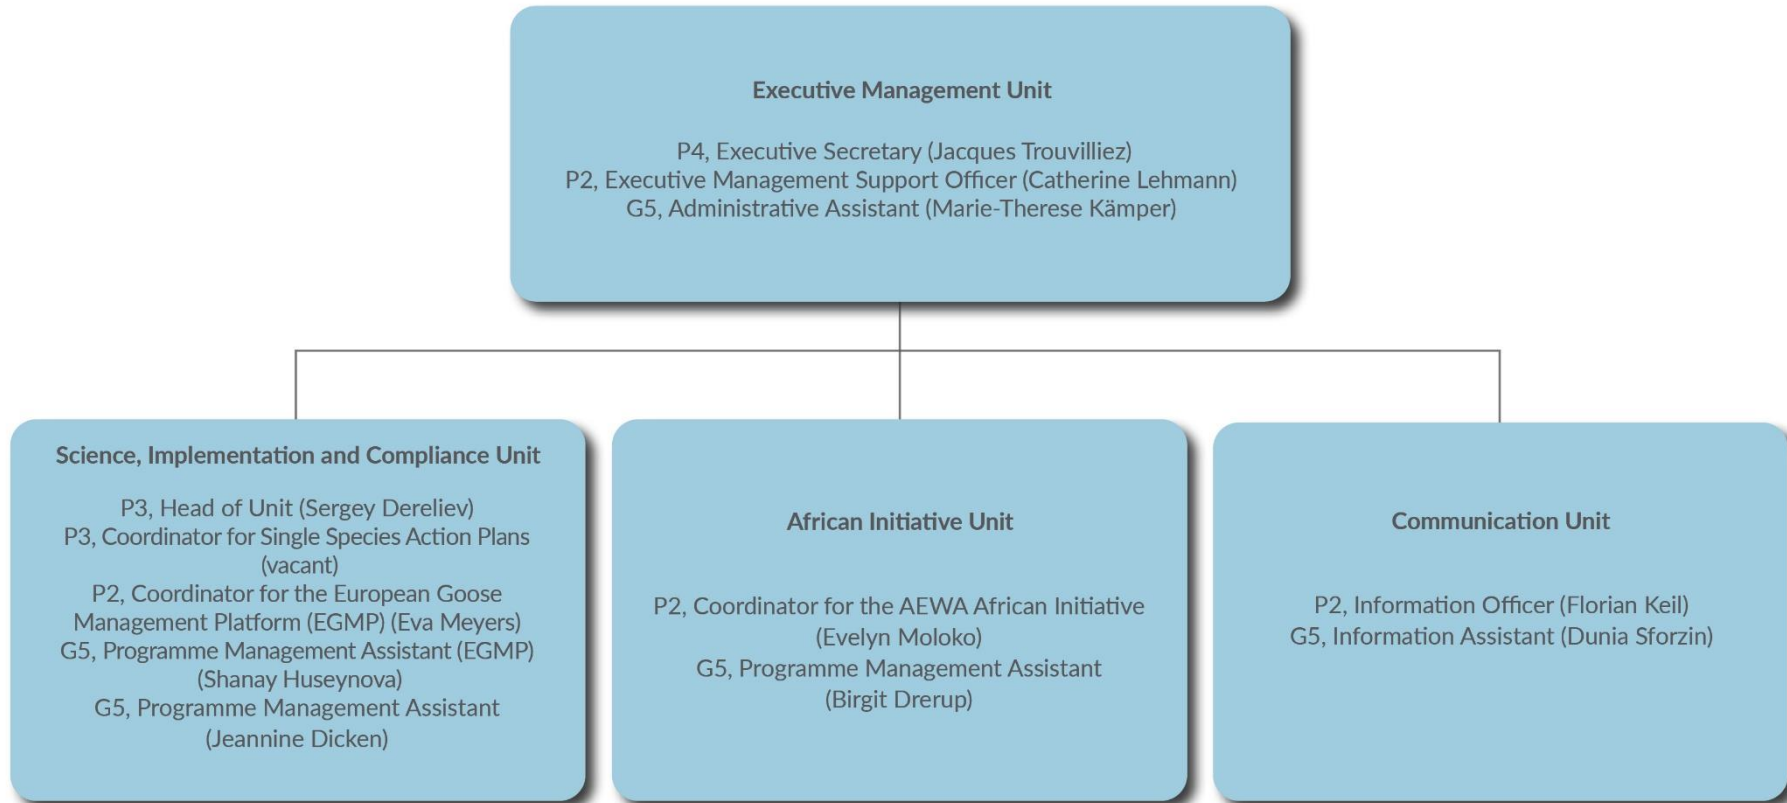 Executive Management Unit
P4, Executive Secretary (Jacques Trouvilliez)
P2, Executive Management Support Officer (Catherine Lehmann)
G5, Administrative Assistant (Marie-Therese Kämper)
Science, Implementation and Compliance Unit
P3, Head of Unit (Sergey Dereliev)
P3, Coordinator for Single Species Action Plans
(vacant)
P2, Coordinator for the European Goose
Management Platform (EGMP) (Eva Meyers)
G5, Programme Management Assistant (EGMP)
(Shanay Huseynova)
G5, Programme Management Assistant
(Jeannine Dicken)
African Initiative Unit
P2, Coordinator for the AEWA African Initiative
(Evelyn Moloko)
G5, Programme Management Assistant
(Birgit Drerup)
Communication Unit
P2, Information Officer (Florian Keil)
G5, Information Assistant (Dunia Sforzin)